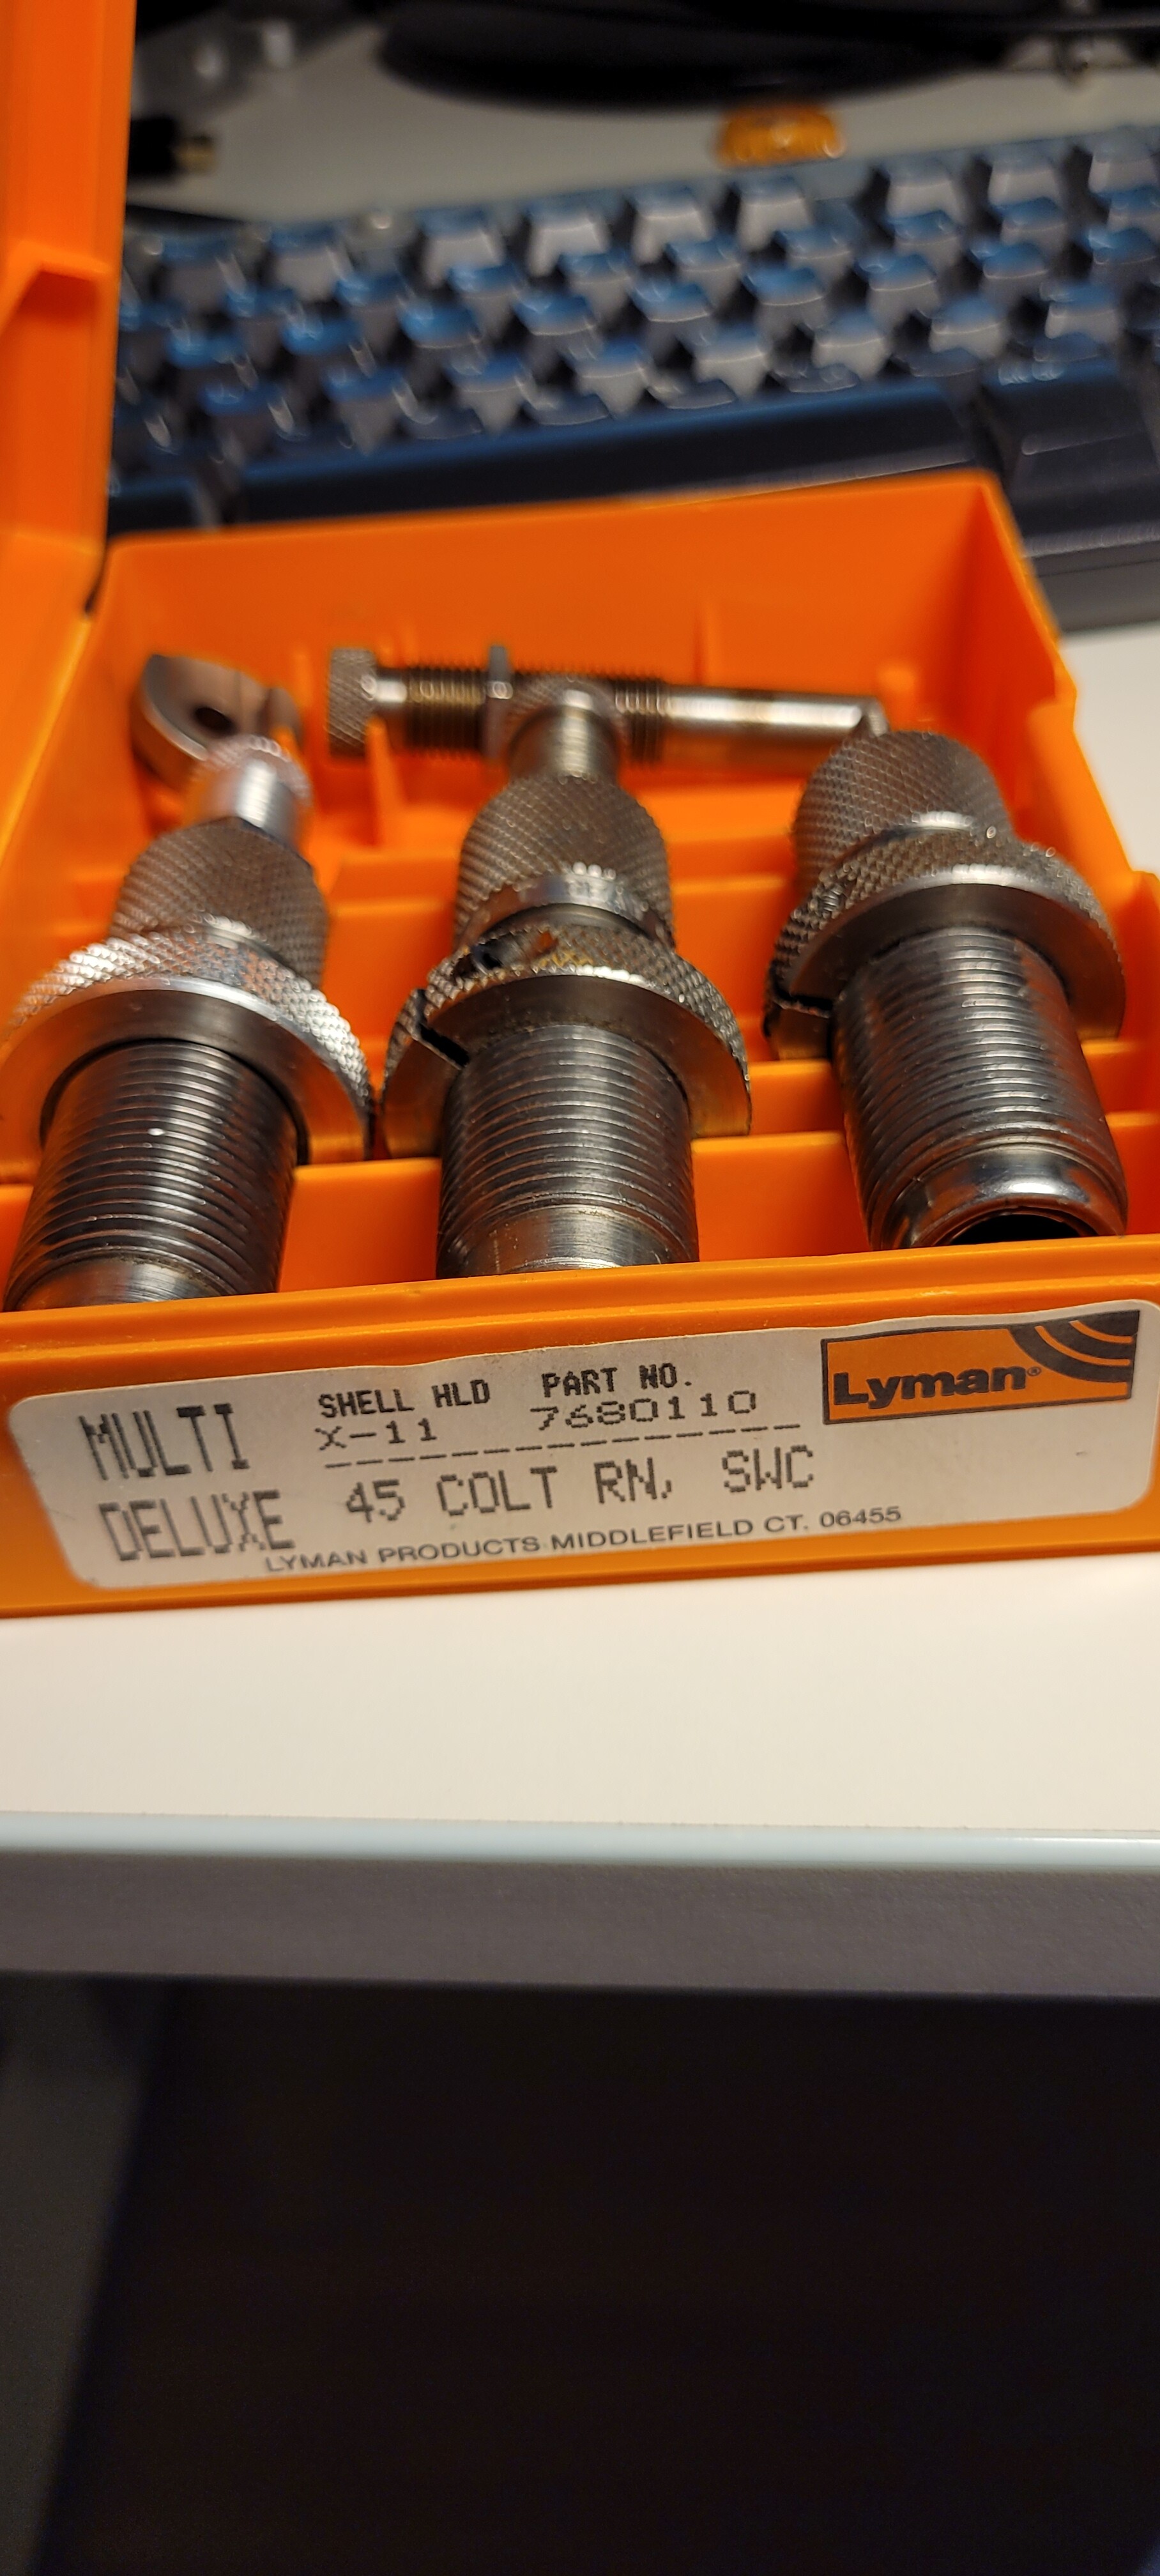 MULTI DELUXE
SHELL HLD PART NO.
X-11 7680110
45 COLT RN, SWC
LYMAN PRODUCTS MIDDLEFIELD CT. 06455
Lyman®